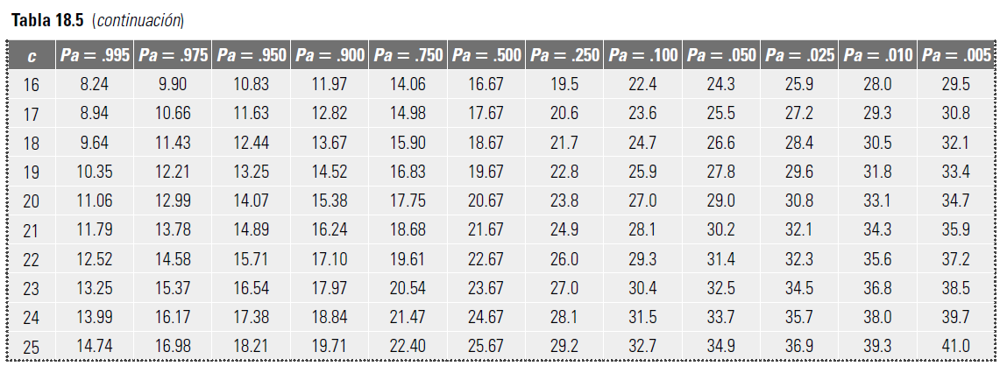 Tabla 18.5 (continuación)
c Pa = .995 Pa = .975 Pa = .950 Pa = .900 Pa = .750 Pa = .500 Pa = .250 Pa = .100 Pa = .050 Pa = .025 Pa = .010 Pa = .005
16 8.24 9.90 10.83 11.97 14.06 16.67 19.5 22.4 24.3 25.9 28.0 29.5
17 8.94 10.66 11.63 12.82 14.98 17.67 20.6 23.6 25.5 27.2 29.3 30.8
18 9.64 11.43 12.44 13.67 15.90 18.67 21.7 24.7 26.6 28.4 30.5 32.1
19 10.35 12.21 13.25 14.52 16.83 19.67 22.8 25.9 27.8 29.6 31.8 33.4
20 11.06 12.99 14.07 15.38 17.75 20.67 23.8 27.0 29.0 30.8 33.1 34.7
21 11.79 13.78 14.89 16.24 18.68 21.67 24.9 28.1 30.2 32.1 34.3 35.9
22 12.52 14.58 15.71 17.10 19.61 22.67 26.0 29.3 31.4 32.3 35.6 37.2
23 13.25 15.37 16.54 17.97 20.54 23.67 27.0 30.4 32.5 34.5 36.8 38.5
24 13.99 16.17 17.38 18.84 21.47 24.67 28.1 31.5 33.7 35.7 38.0 39.7
25 14.74 16.98 18.21 19.71 22.40 25.67 29.2 32.7 34.9 36.9 39.3 41.0